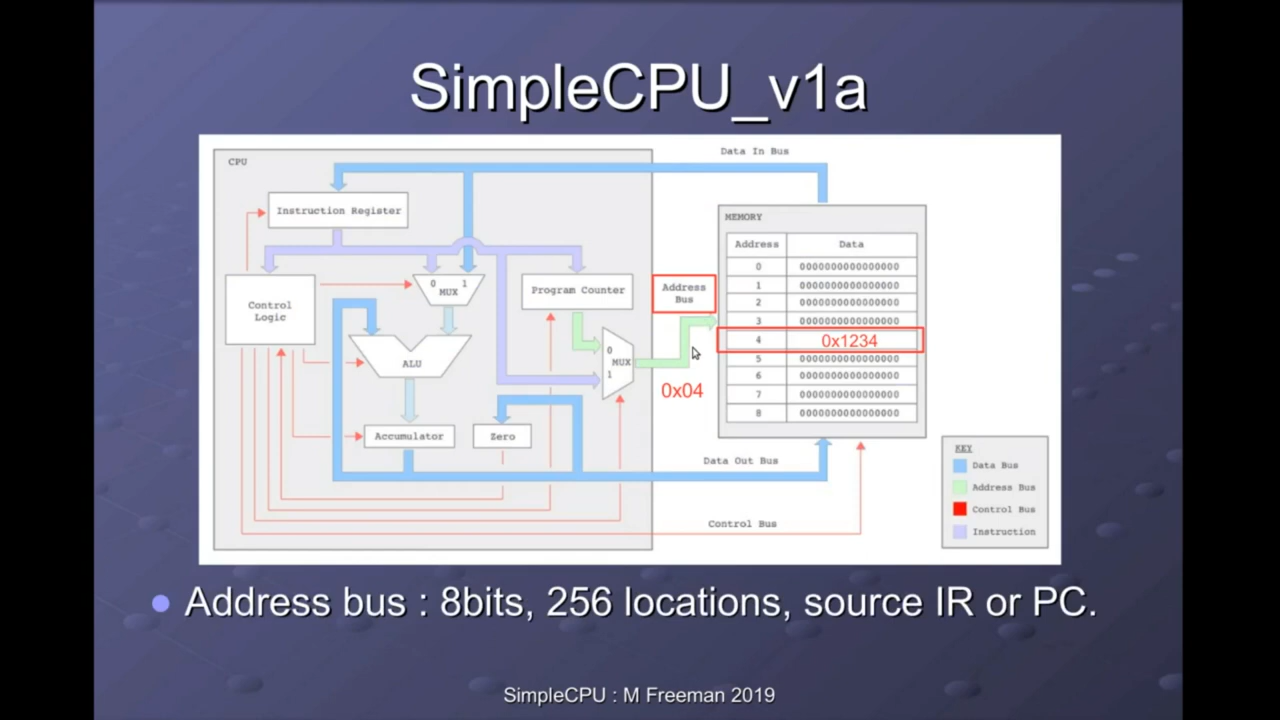 SimpleCPU_v1a
Data In Bus
CPU
Instruction Register
MEMORY
Address Data
0 0000000000000000
1 0000000000000000
2 0000000000000000
3 0000000000000000
4 0x1234
5 0000000000000000
6 0000000000000000
7 0000000000000000
8 0000000000000000
Control
Logic
0 1
MUX
Program Counter
Address
Bus
0
MUX
1
ALU
0x04
Accumulator
Zero
Data Out Bus
Control Bus
KEY
Data Bus
Address Bus
Control Bus
Instruction
Address bus : 8bits, 256 locations, source IR or PC.
SimpleCPU : M Freeman 2019